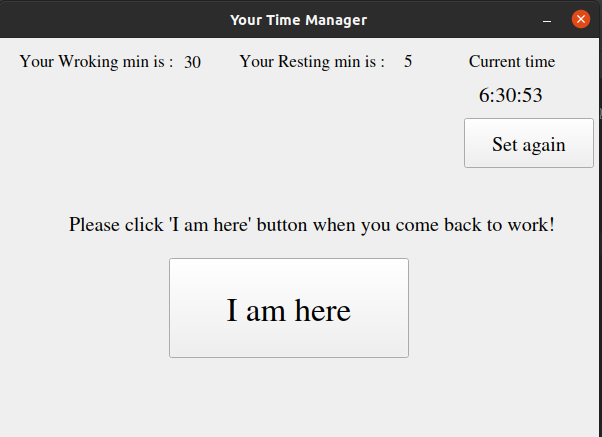 Your Time Manager
Your Wroking min is : 30 Your Resting min is : 5 Current time
6:30:53
Set again
Please click 'I am here' button when you come back to work!
I am here